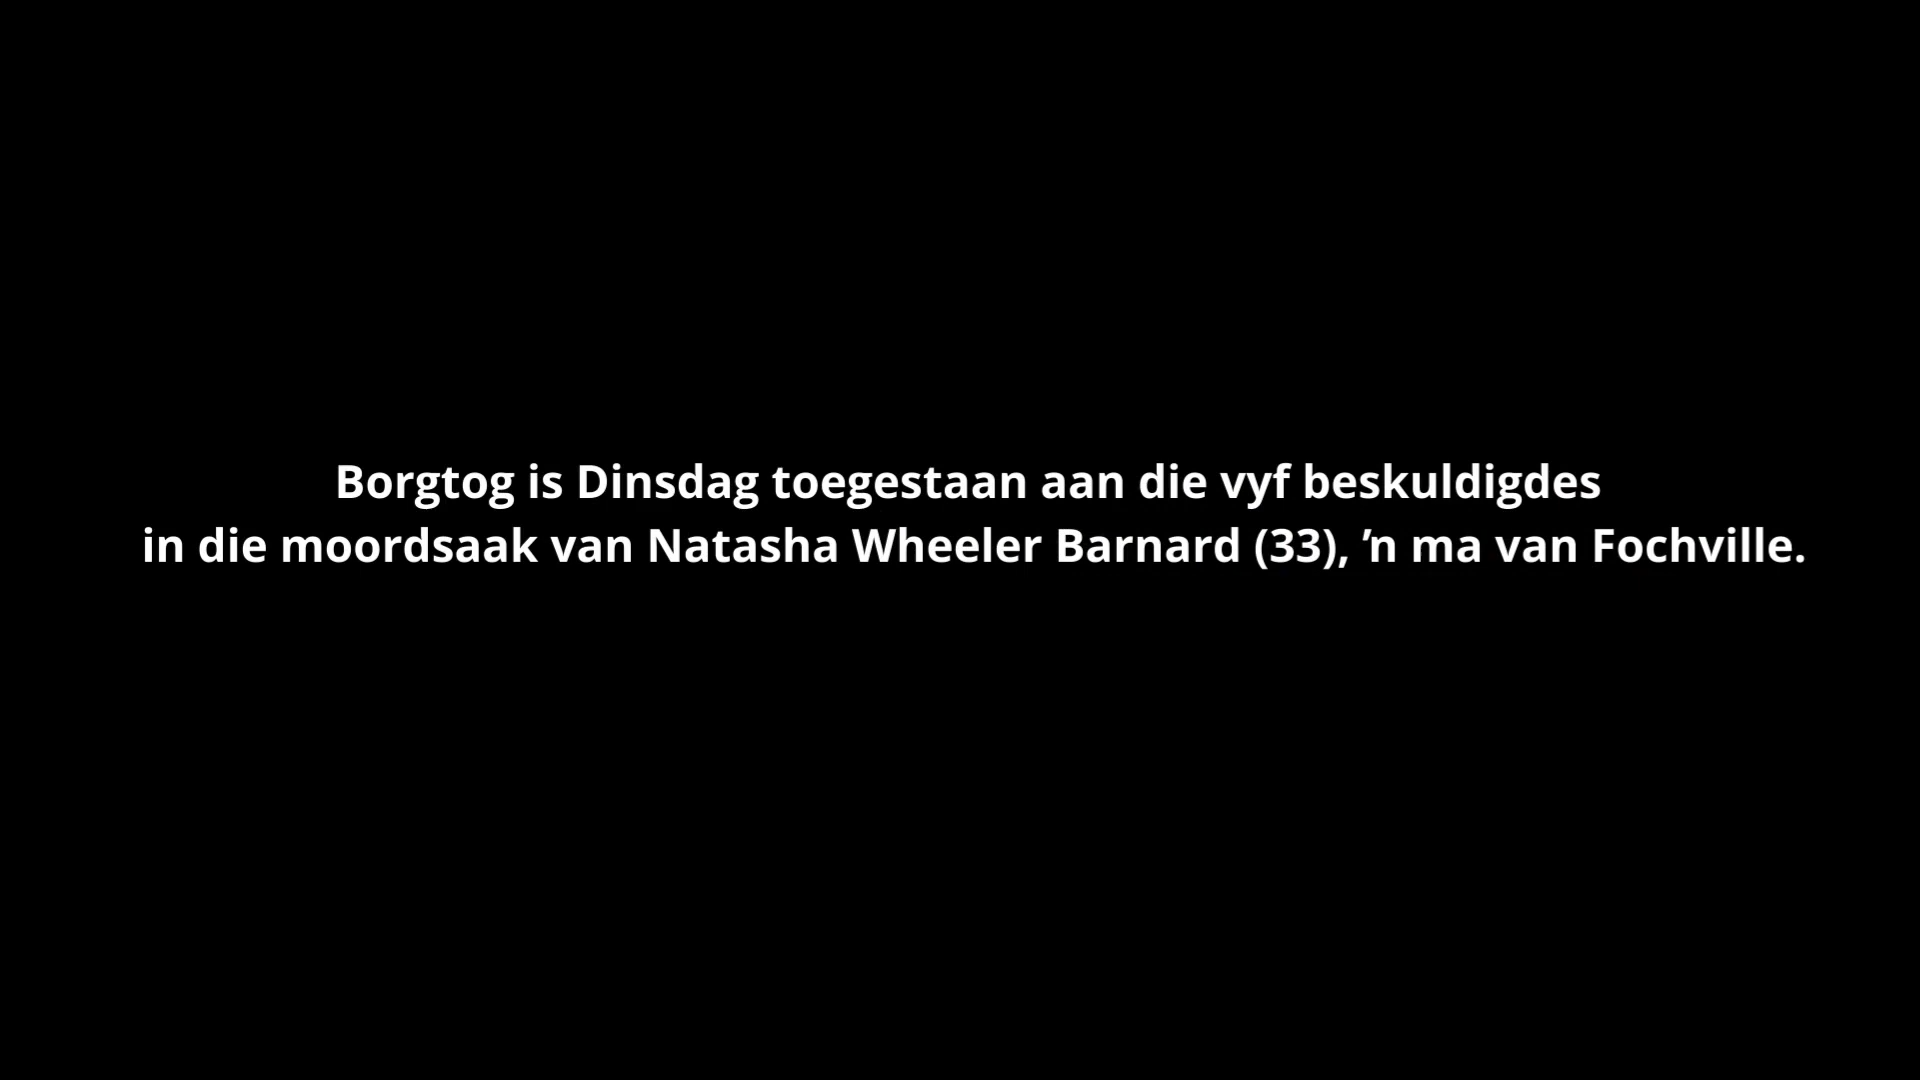 Borgtog is Dinsdag toegestaan aan die vyf beskuldigdes
in die moordsaak van Natasha Wheeler Barnard (33), ’n ma van Fochville.